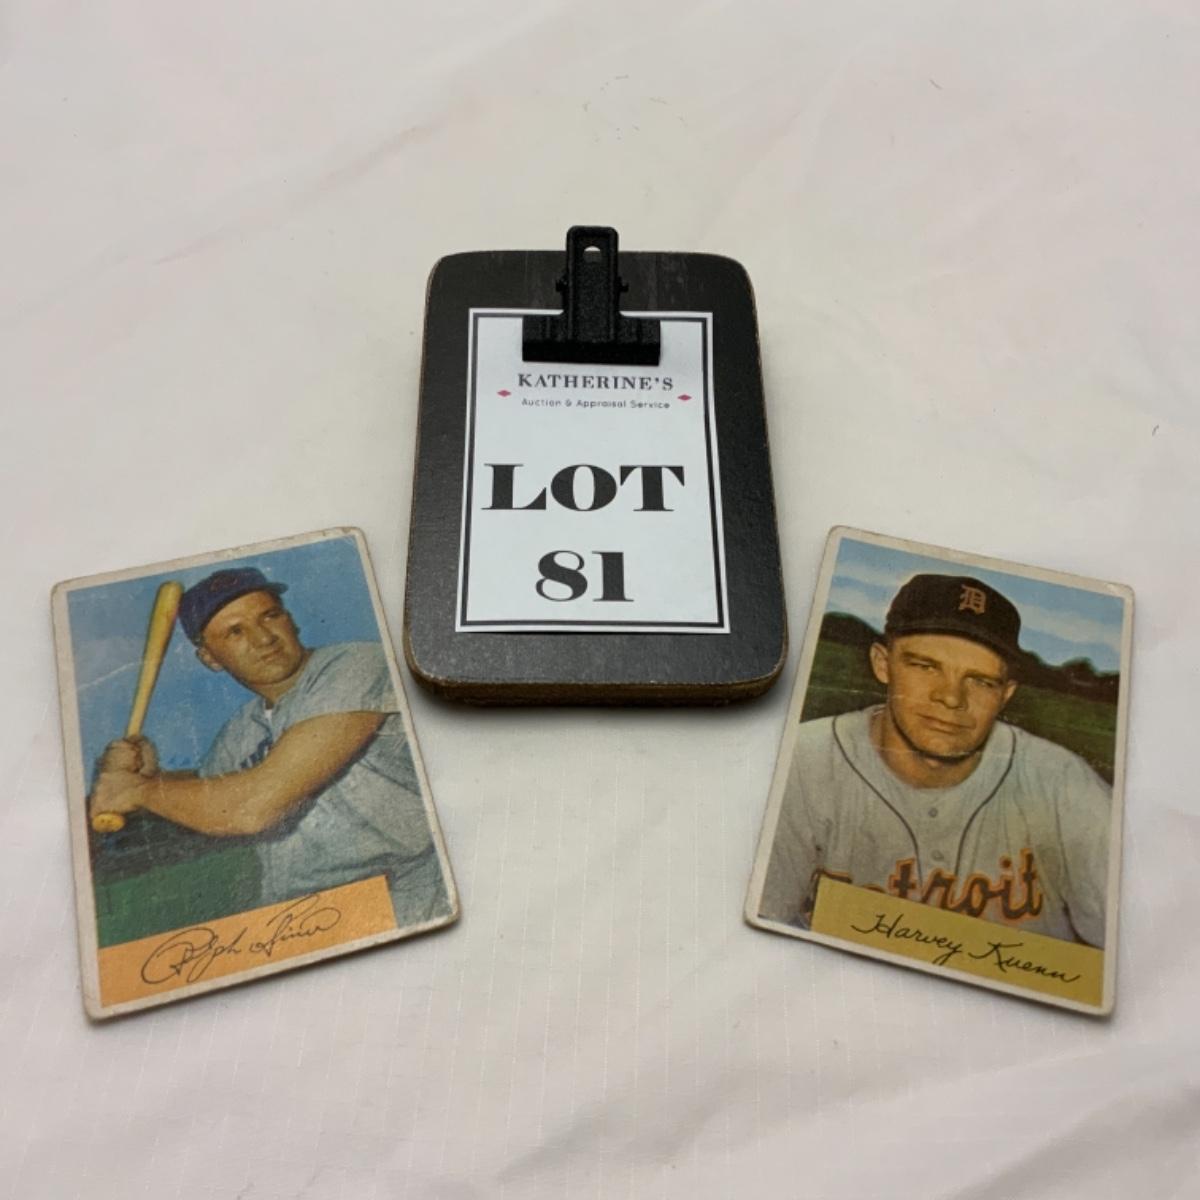 KATHERINE'S
Auction & Appraisal Service
LOT
81
Ralph Kiner
D
Detroit
Harvey Kuenn